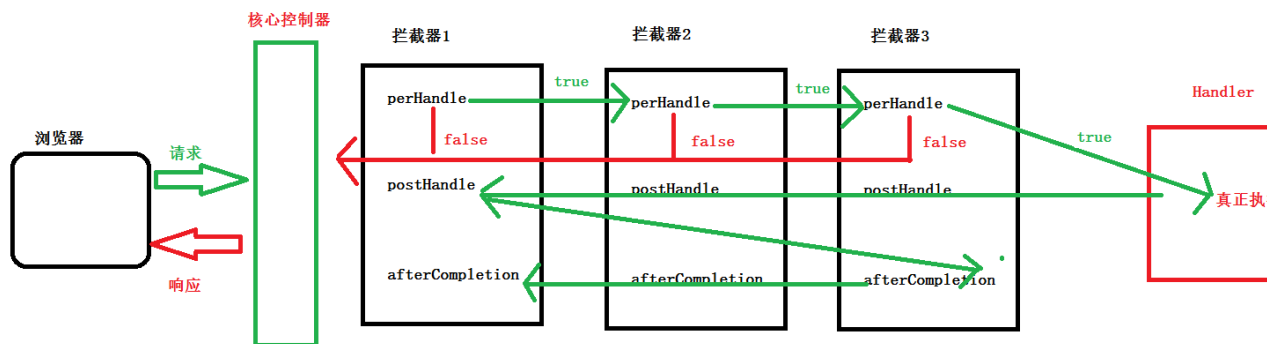 核心控制器
拦截器1
拦截器2
拦截器3
perHandle
true
perHandle
true
perHandle
Handler
浏览器
请求
false
false
false
true
postHandle
postHandle
postHandle
真正执
响应
afterCompletion
afterCompletion
afterCompletion